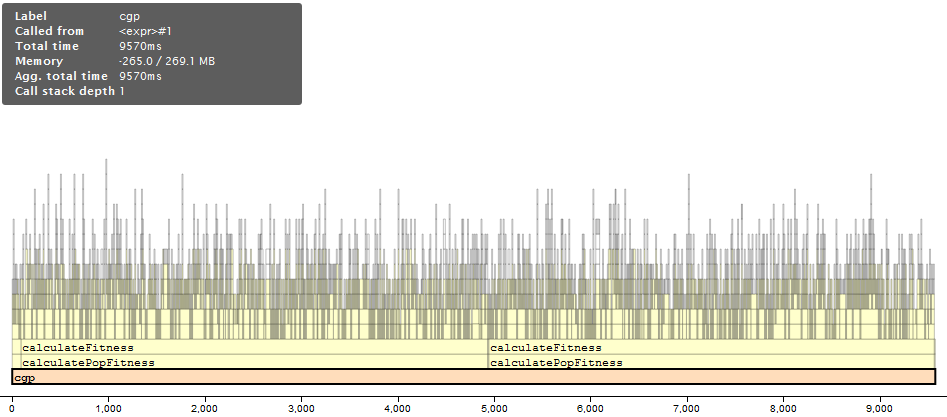 Label cgp
Called from <expr>#1
Total time 9570ms
Memory -265.0 / 269.1 MB
Agg. total time 9570ms
Call stack depth 1
calculateFitness calculateFitness
calculatePopFitness calculatePopFitness
cgp
0 1,000 2,000 3,000 4,000 5,000 6,000 7,000 8,000 9,000